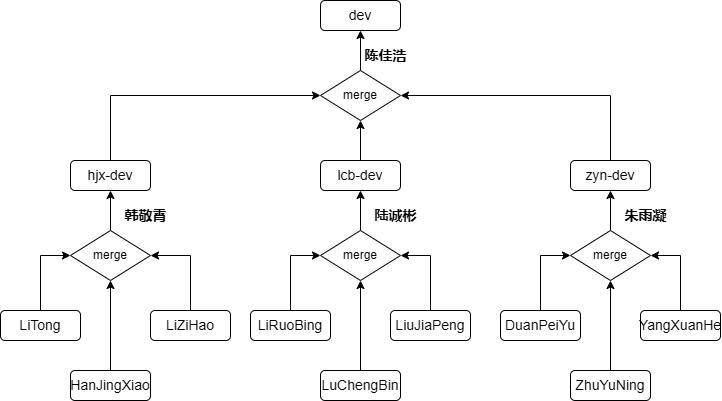 dev
陈佳浩
merge
hjx-dev
lcb-dev
zyn-dev
韩敬霄
陆诚彬
朱雨凝
merge
merge
merge
LiTong
LiZiHao
LiRuoBing
LiuJiaPeng
DuanPeiYu
YangXuanHe
HanJingXiao
LuChengBin
ZhuYuNing